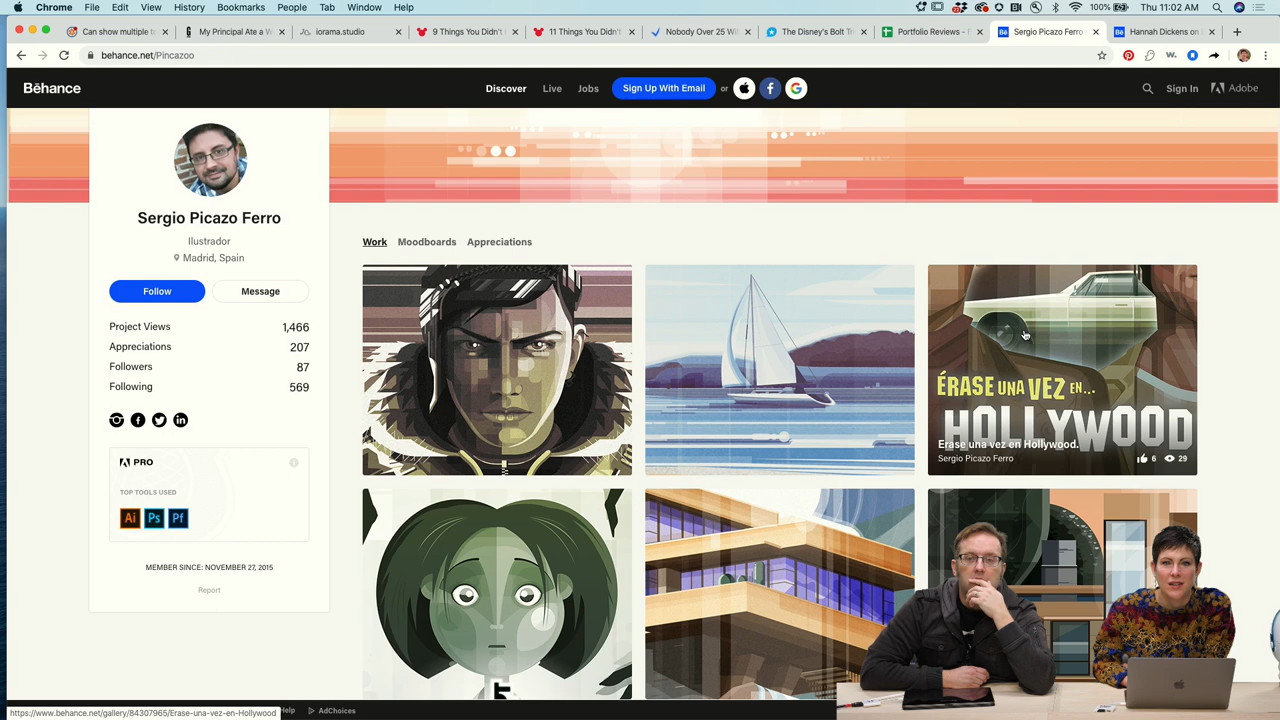 Chrome File Edit View History Bookmarks People Tab Window Help 100% Thu 11:02 AM
Can show multiple t
My Principal Ate a W
iorama.studio
9 Things You Didn't
11 Things You Didn't
Nobody Over 25 Wil
The Disney's Bolt Tr
Portfolio Reviews -
Sergio Picazo Ferro
Hannah Dickens on
behance.net/Pincazoo
Bēhance
Discover Live Jobs Sign Up With Email or Sign In Adobe
Sergio Picazo Ferro
Ilustrador
Madrid, Spain
Follow Message
Project Views 1,466
Appreciations 207
Followers 87
Following 569
PRO
TOP TOOLS USED
Ai Ps Pf
MEMBER SINCE: NOVEMBER 27, 2015
Report
Work Moodboards Appreciations
ÉRASE UNA VEZ EN...
HOLLYWOOD
Erase una vez en Hollywood.
Sergio Picazo Ferro 6 29
https://www.behance.net/gallery/84307965/Erase-una-vez-en-Hollywood
Help AdChoices